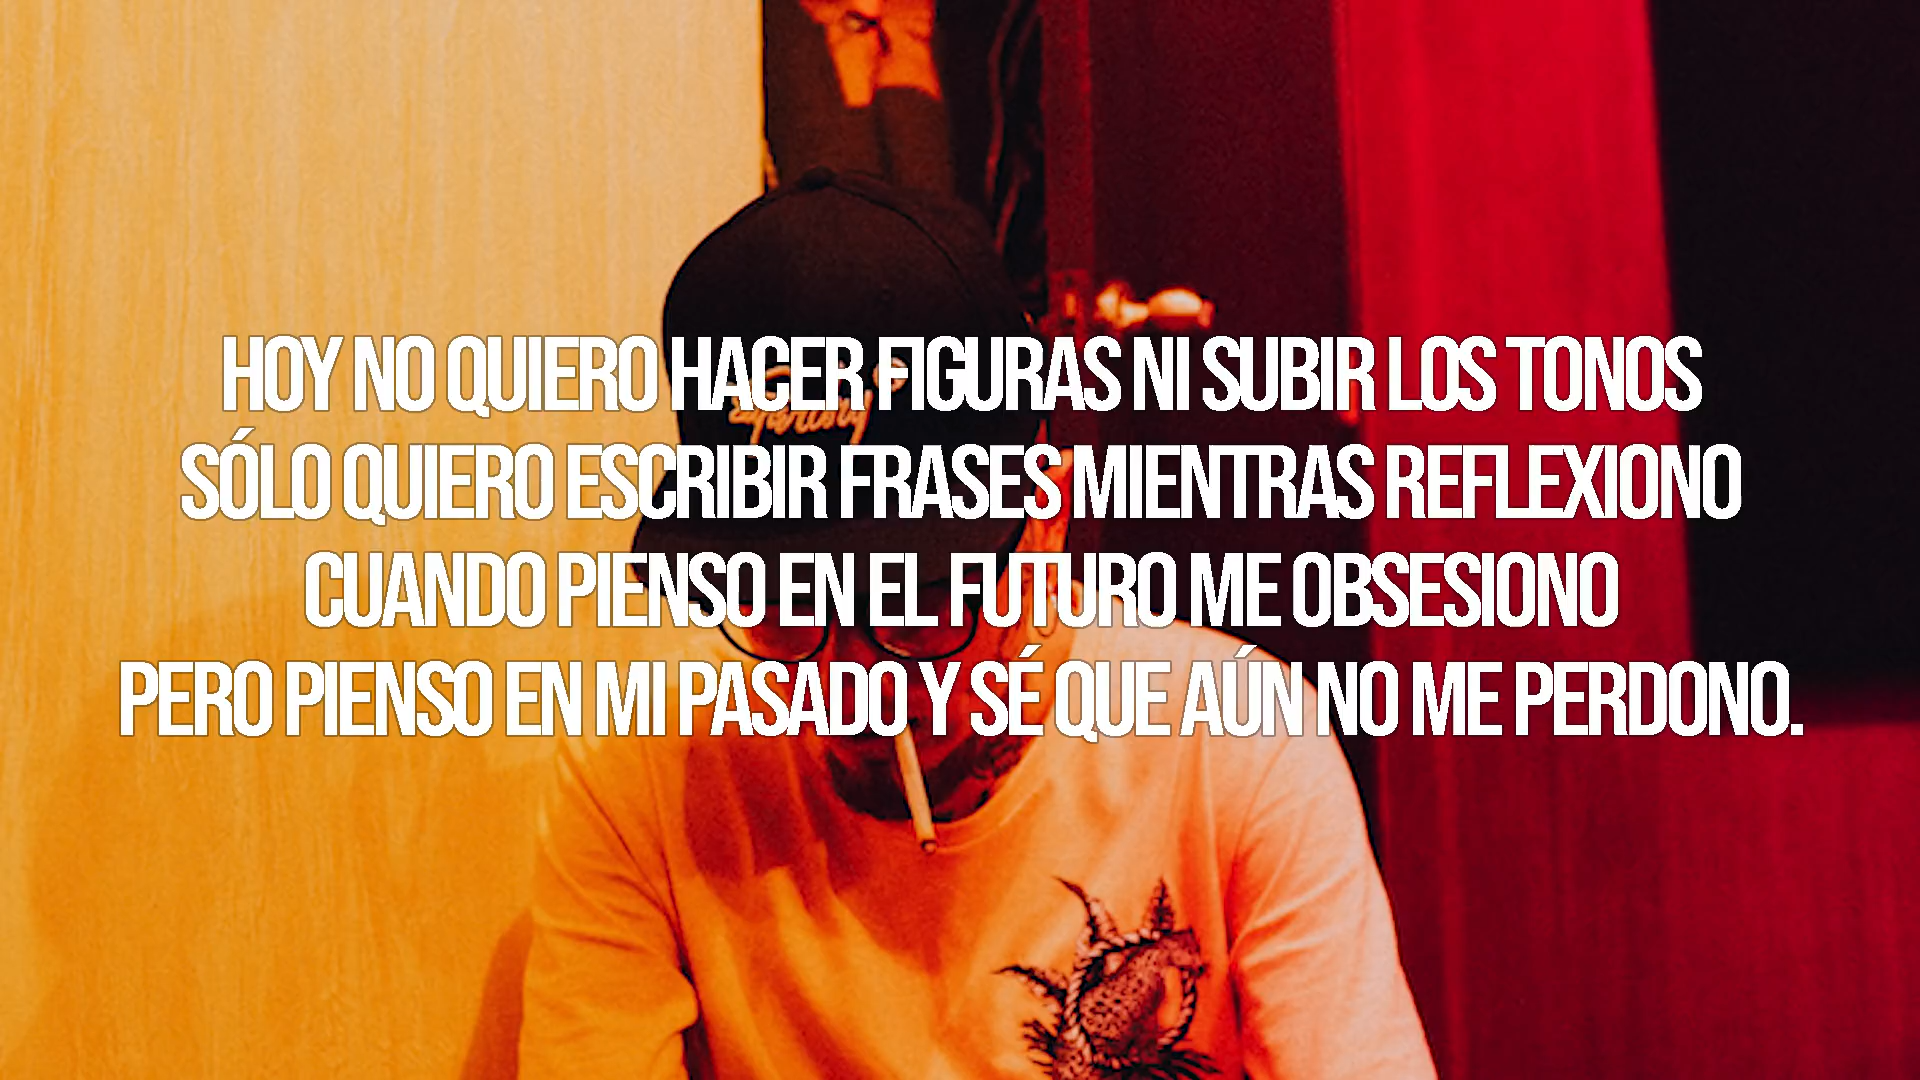 HOY NO QUIERO HACER FIGURAS NI SUBIR LOS TONOS
SÓLO QUIERO ESCRIBIR FRASES MIENTRAS REFLEXIONO
CUANDO PIENSO EN EL FUTURO ME OBSESIONO
PERO PIENSO EN MI PASADO Y SÉ QUE AÚN NO ME PERDONO.